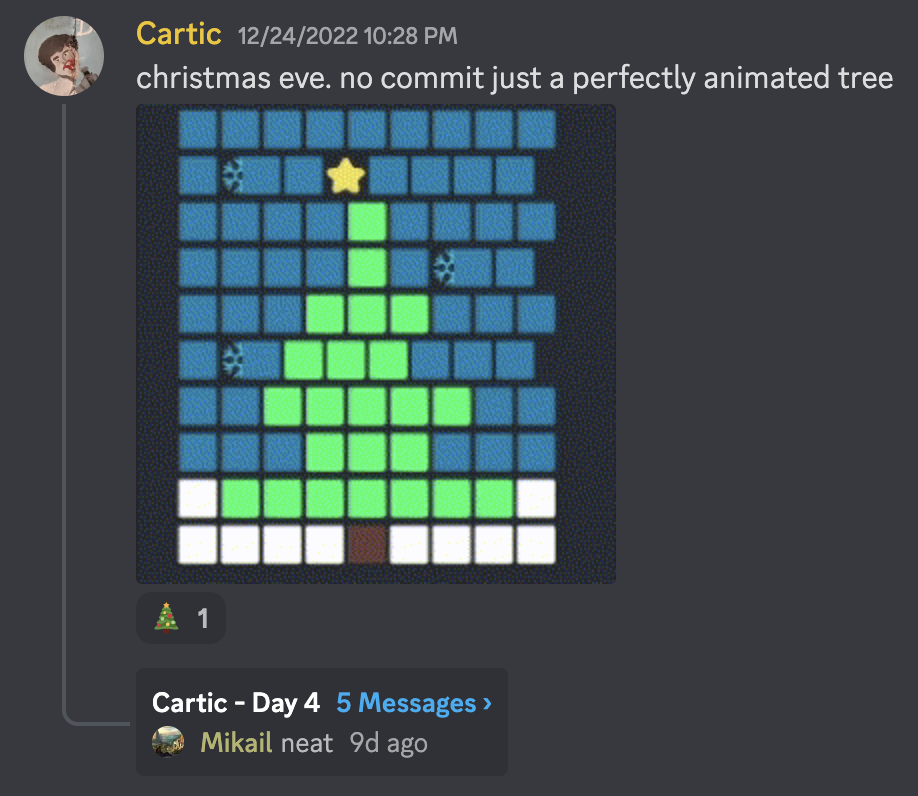 Cartic 12/24/2022 10:28 PM
christmas eve. no commit just a perfectly animated tree
1
Cartic - Day 4 5 Messages ›
Mikail neat 9d ago